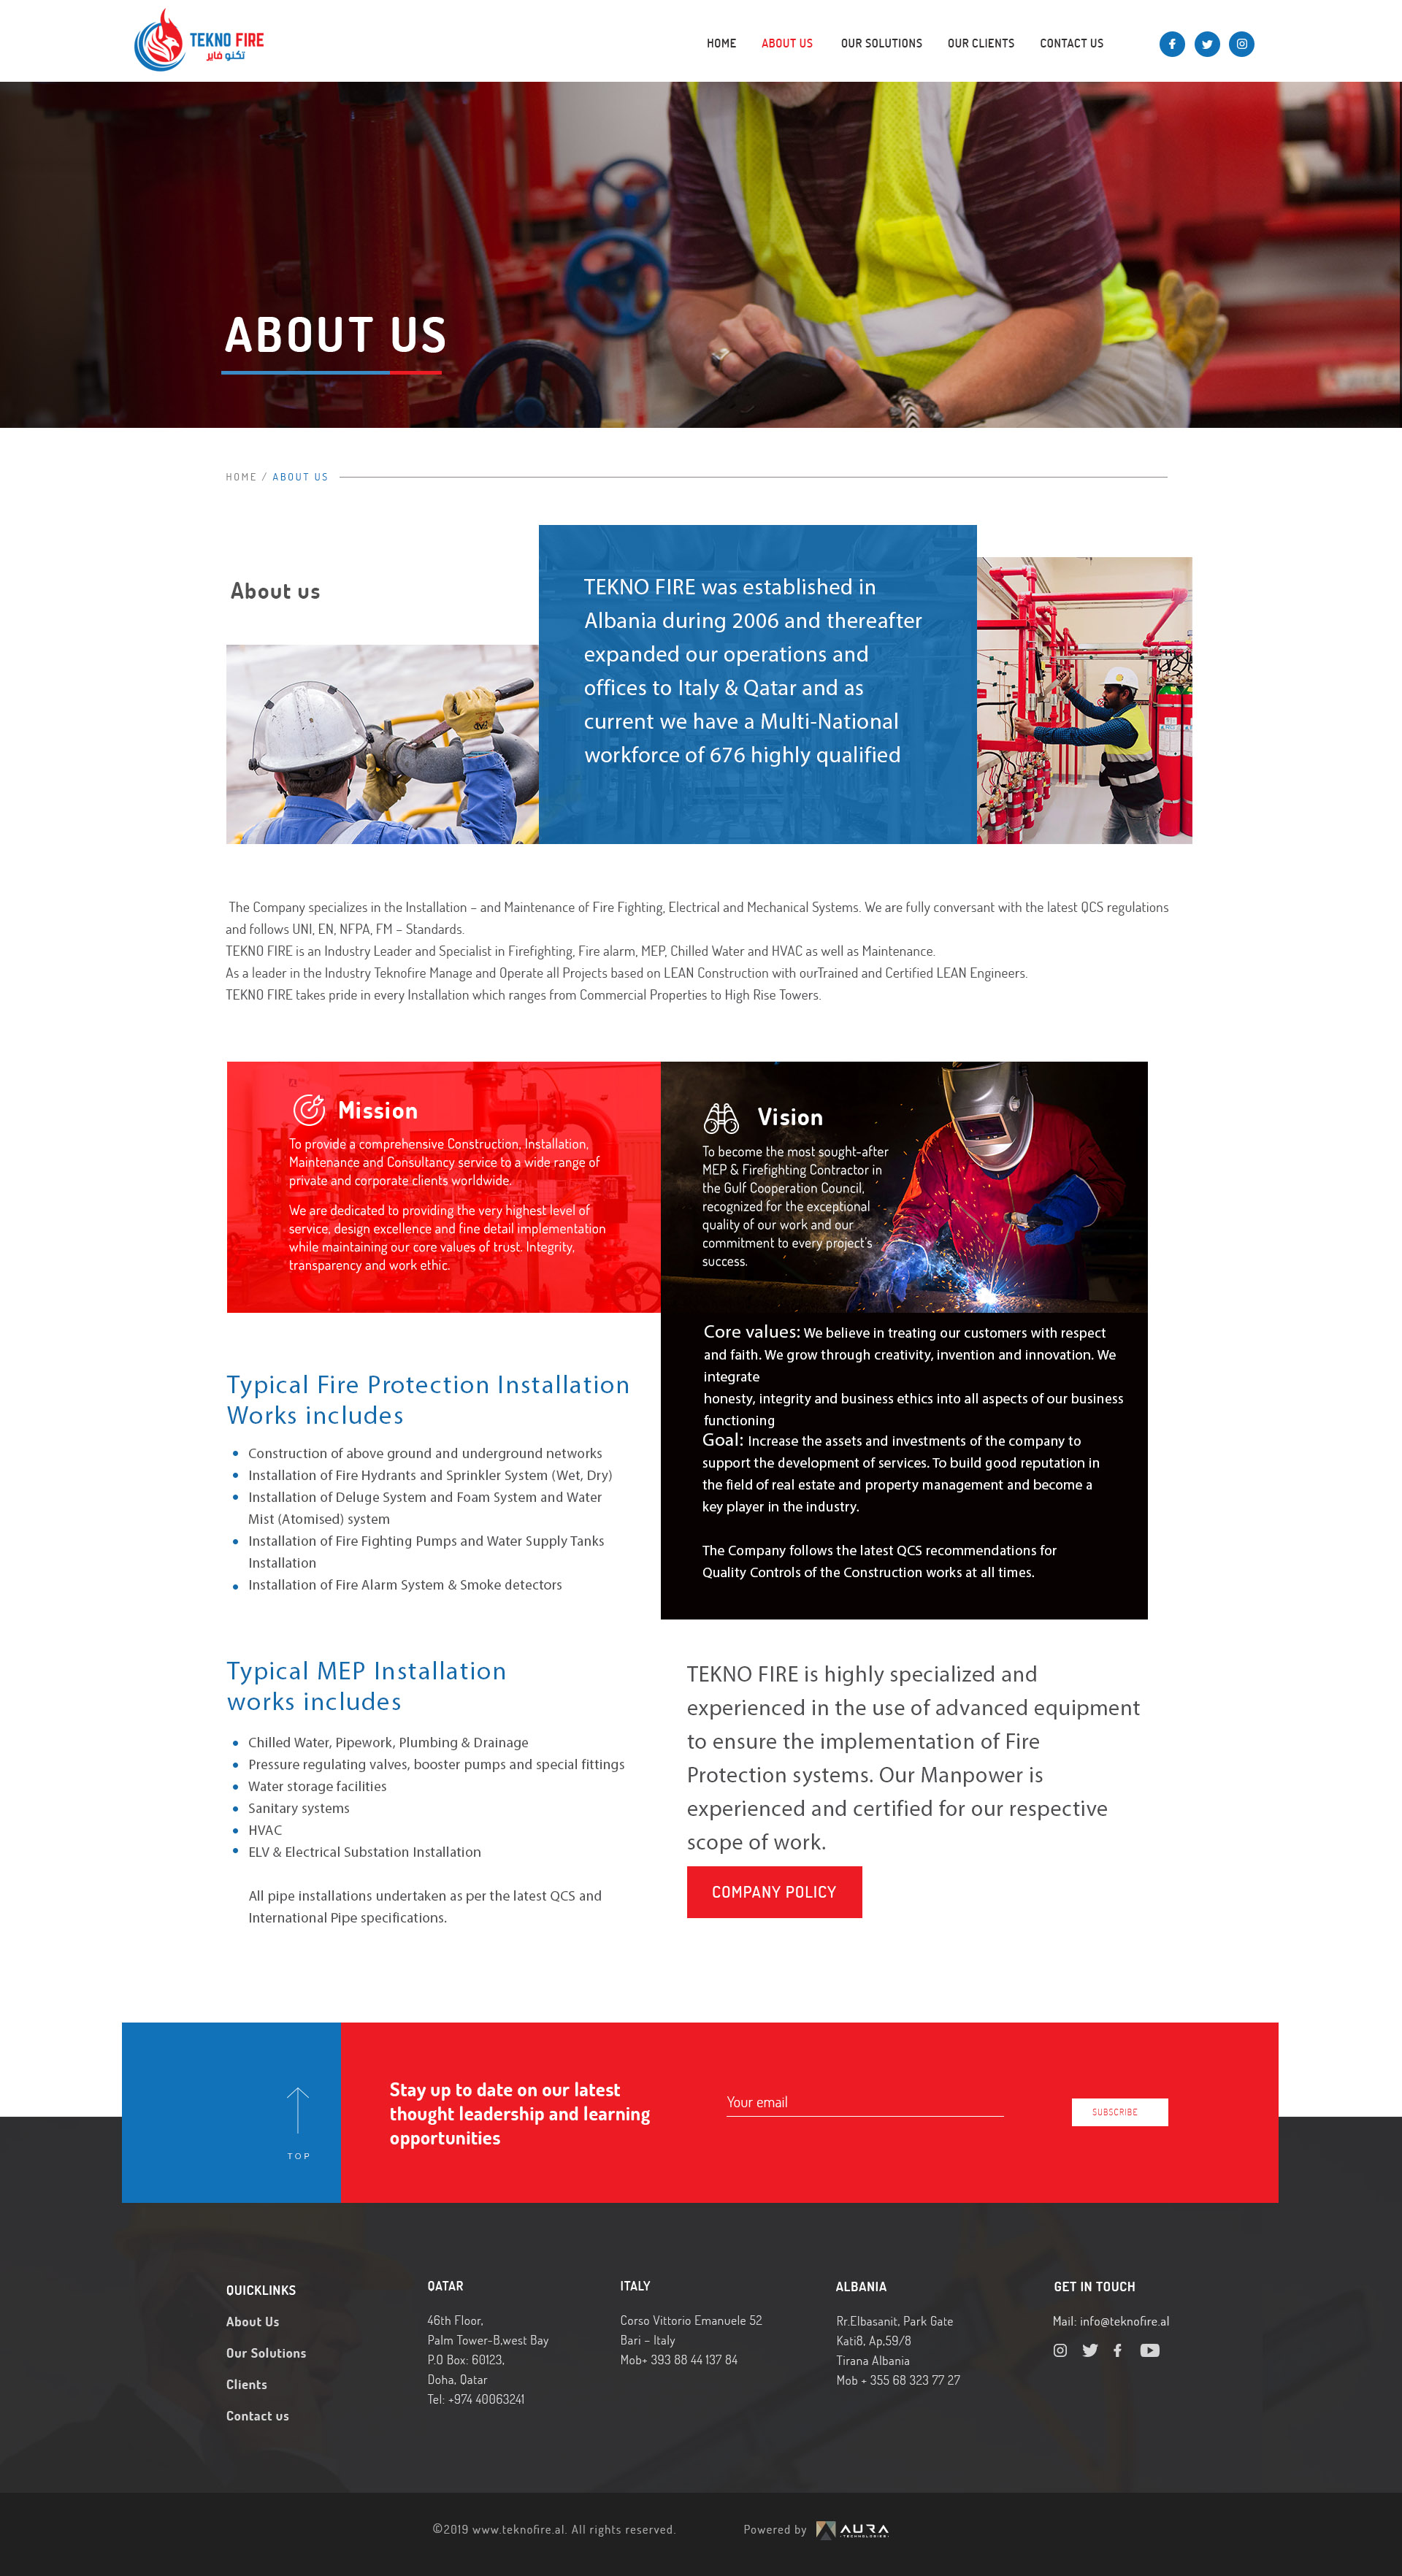 TEKNO FIRE
تكنو فاير
HOME
ABOUT US
OUR SOLUTIONS
OUR CLIENTS
CONTACT US
ABOUT US
HOME / ABOUT US
About us
TEKNO FIRE was established in
Albania during 2006 and thereafter
expanded our operations and
offices to Italy & Qatar and as
current we have a Multi-National
workforce of 676 highly qualified
The Company specializes in the Installation – and Maintenance of Fire Fighting, Electrical and Mechanical Systems. We are fully conversant with the latest QCS regulations
and follows UNI, EN, NFPA, FM – Standards.
TEKNO FIRE is an Industry Leader and Specialist in Firefighting, Fire alarm, MEP, Chilled Water and HVAC as well as Maintenance.
As a leader in the Industry Teknofire Manage and Operate all Projects based on LEAN Construction with ourTrained and Certified LEAN Engineers.
TEKNO FIRE takes pride in every Installation which ranges from Commercial Properties to High Rise Towers.
Mission
To provide a comprehensive Construction, Installation,
Maintenance and Consultancy service to a wide range of
private and corporate clients worldwide.
We are dedicated to providing the very highest level of
service, design excellence and fine detail implementation
while maintaining our core values of trust. Integrity,
transparency and work ethic.
Vision
To become the most sought-after
MEP & Firefighting Contractor in
the Gulf Cooperation Council,
recognized for the exceptional
quality of our work and our
commitment to every project's
success.
Core values: We believe in treating our customers with respect
and faith. We grow through creativity, invention and innovation. We
integrate
honesty, integrity and business ethics into all aspects of our business
functioning
Goal: Increase the assets and investments of the company to
support the development of services. To build good reputation in
the field of real estate and property management and become a
key player in the industry.
The Company follows the latest QCS recommendations for
Quality Controls of the Construction works at all times.
Typical Fire Protection Installation
Works includes
Construction of above ground and underground networks
Installation of Fire Hydrants and Sprinkler System (Wet, Dry)
Installation of Deluge System and Foam System and Water
Mist (Atomised) system
Installation of Fire Fighting Pumps and Water Supply Tanks
Installation
Installation of Fire Alarm System & Smoke detectors
Typical MEP Installation
works includes
Chilled Water, Pipework, Plumbing & Drainage
Pressure regulating valves, booster pumps and special fittings
Water storage facilities
Sanitary systems
HVAC
ELV & Electrical Substation Installation
All pipe installations undertaken as per the latest QCS and
International Pipe specifications.
TEKNO FIRE is highly specialized and
experienced in the use of advanced equipment
to ensure the implementation of Fire
Protection systems. Our Manpower is
experienced and certified for our respective
scope of work.
COMPANY POLICY
TOP
Stay up to date on our latest
thought leadership and learning
opportunities
Your email
SUBSCRIBE
QUICKLINKS
About Us
Our Solutions
Clients
Contact us
QATAR
46th Floor,
Palm Tower-B,west Bay
P.O Box: 60123,
Doha, Qatar
Tel: +974 40063241
ITALY
Corso Vittorio Emanuele 52
Bari – Italy
Mob+ 393 88 44 137 84
ALBANIA
Rr.Elbasanit, Park Gate
Kati8, Ap,59/8
Tirana Albania
Mob + 355 68 323 77 27
GET IN TOUCH
Mail: info@teknofire.al
©2019 www.teknofire.al. All rights reserved.
Powered by
AURA
TECHNOLOGIES